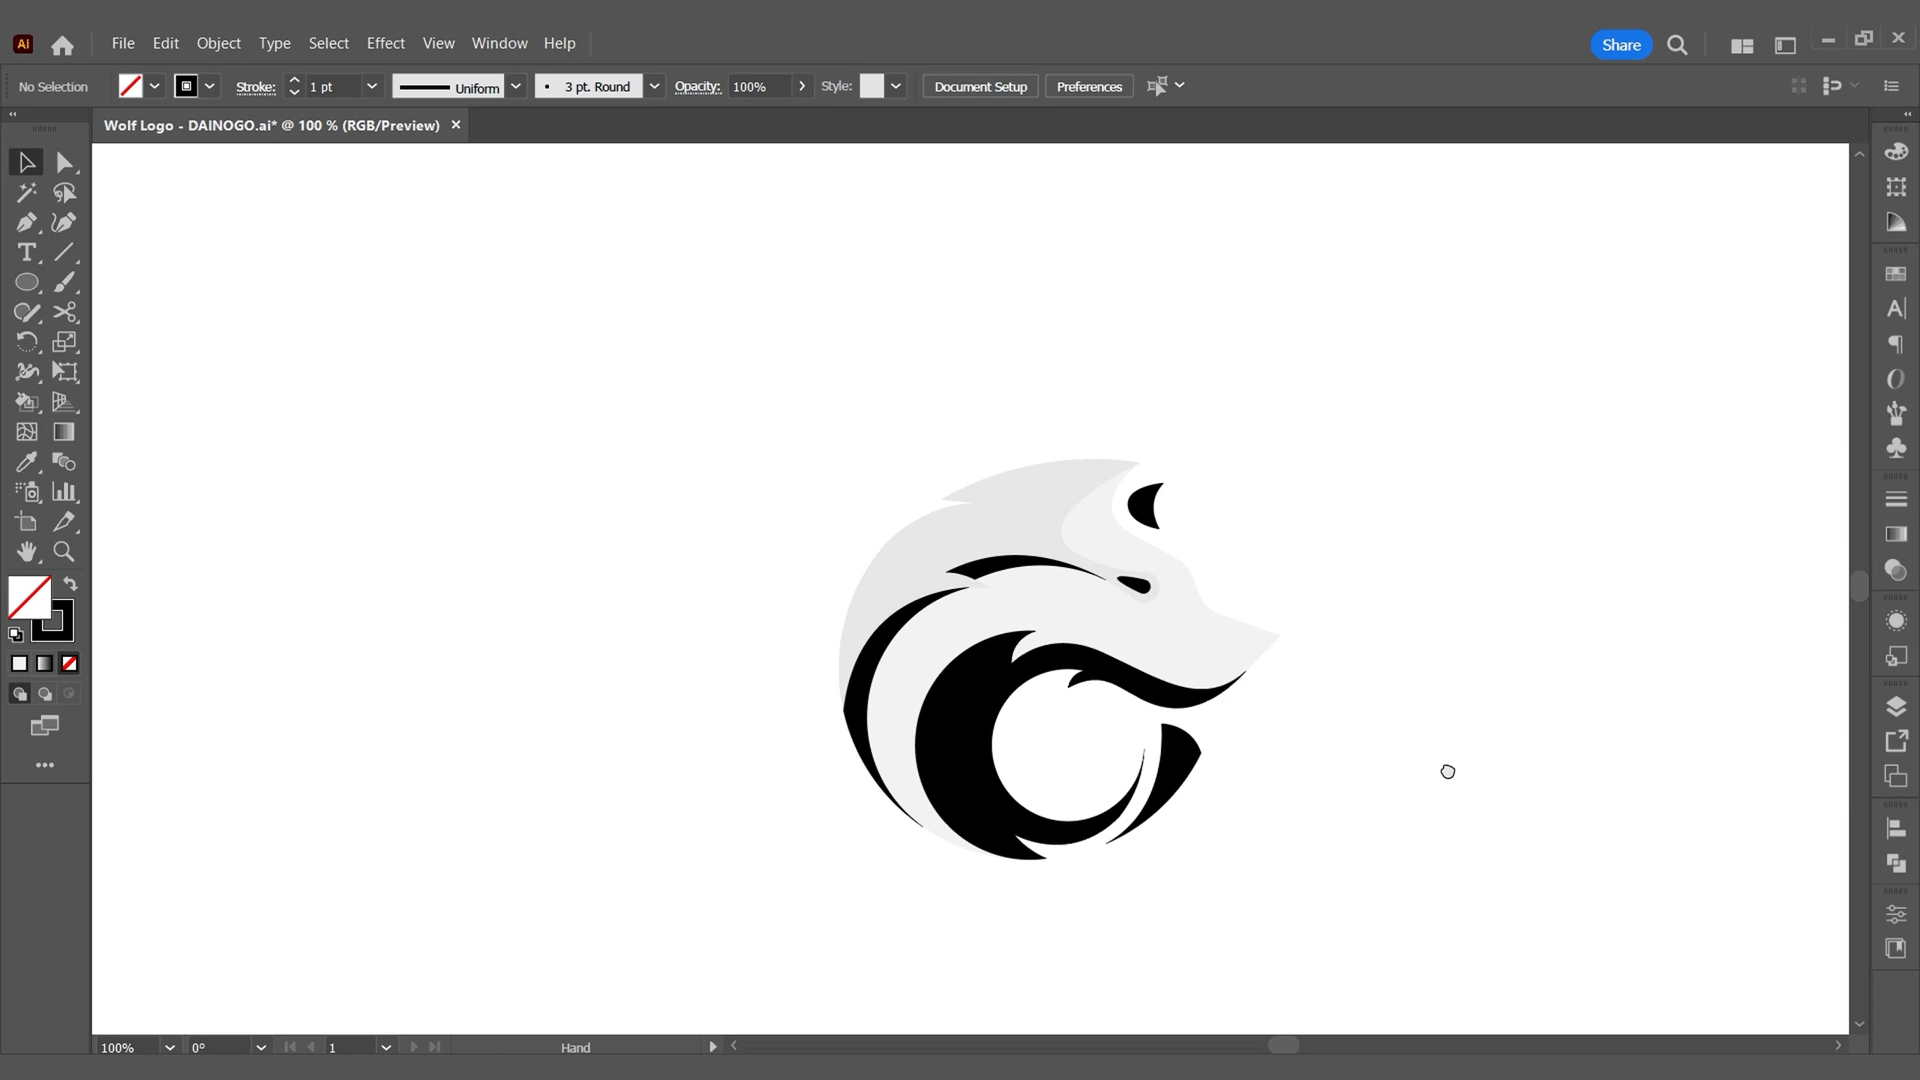 Ai File Edit Object Type Select Effect View Window Help Share
No Selection Stroke: 1 pt Uniform 3 pt. Round Opacity: 100% Style: Document Setup Preferences
Wolf Logo - DAINOGO.ai* @ 100 % (RGB/Preview)
100% 0° 1 Hand